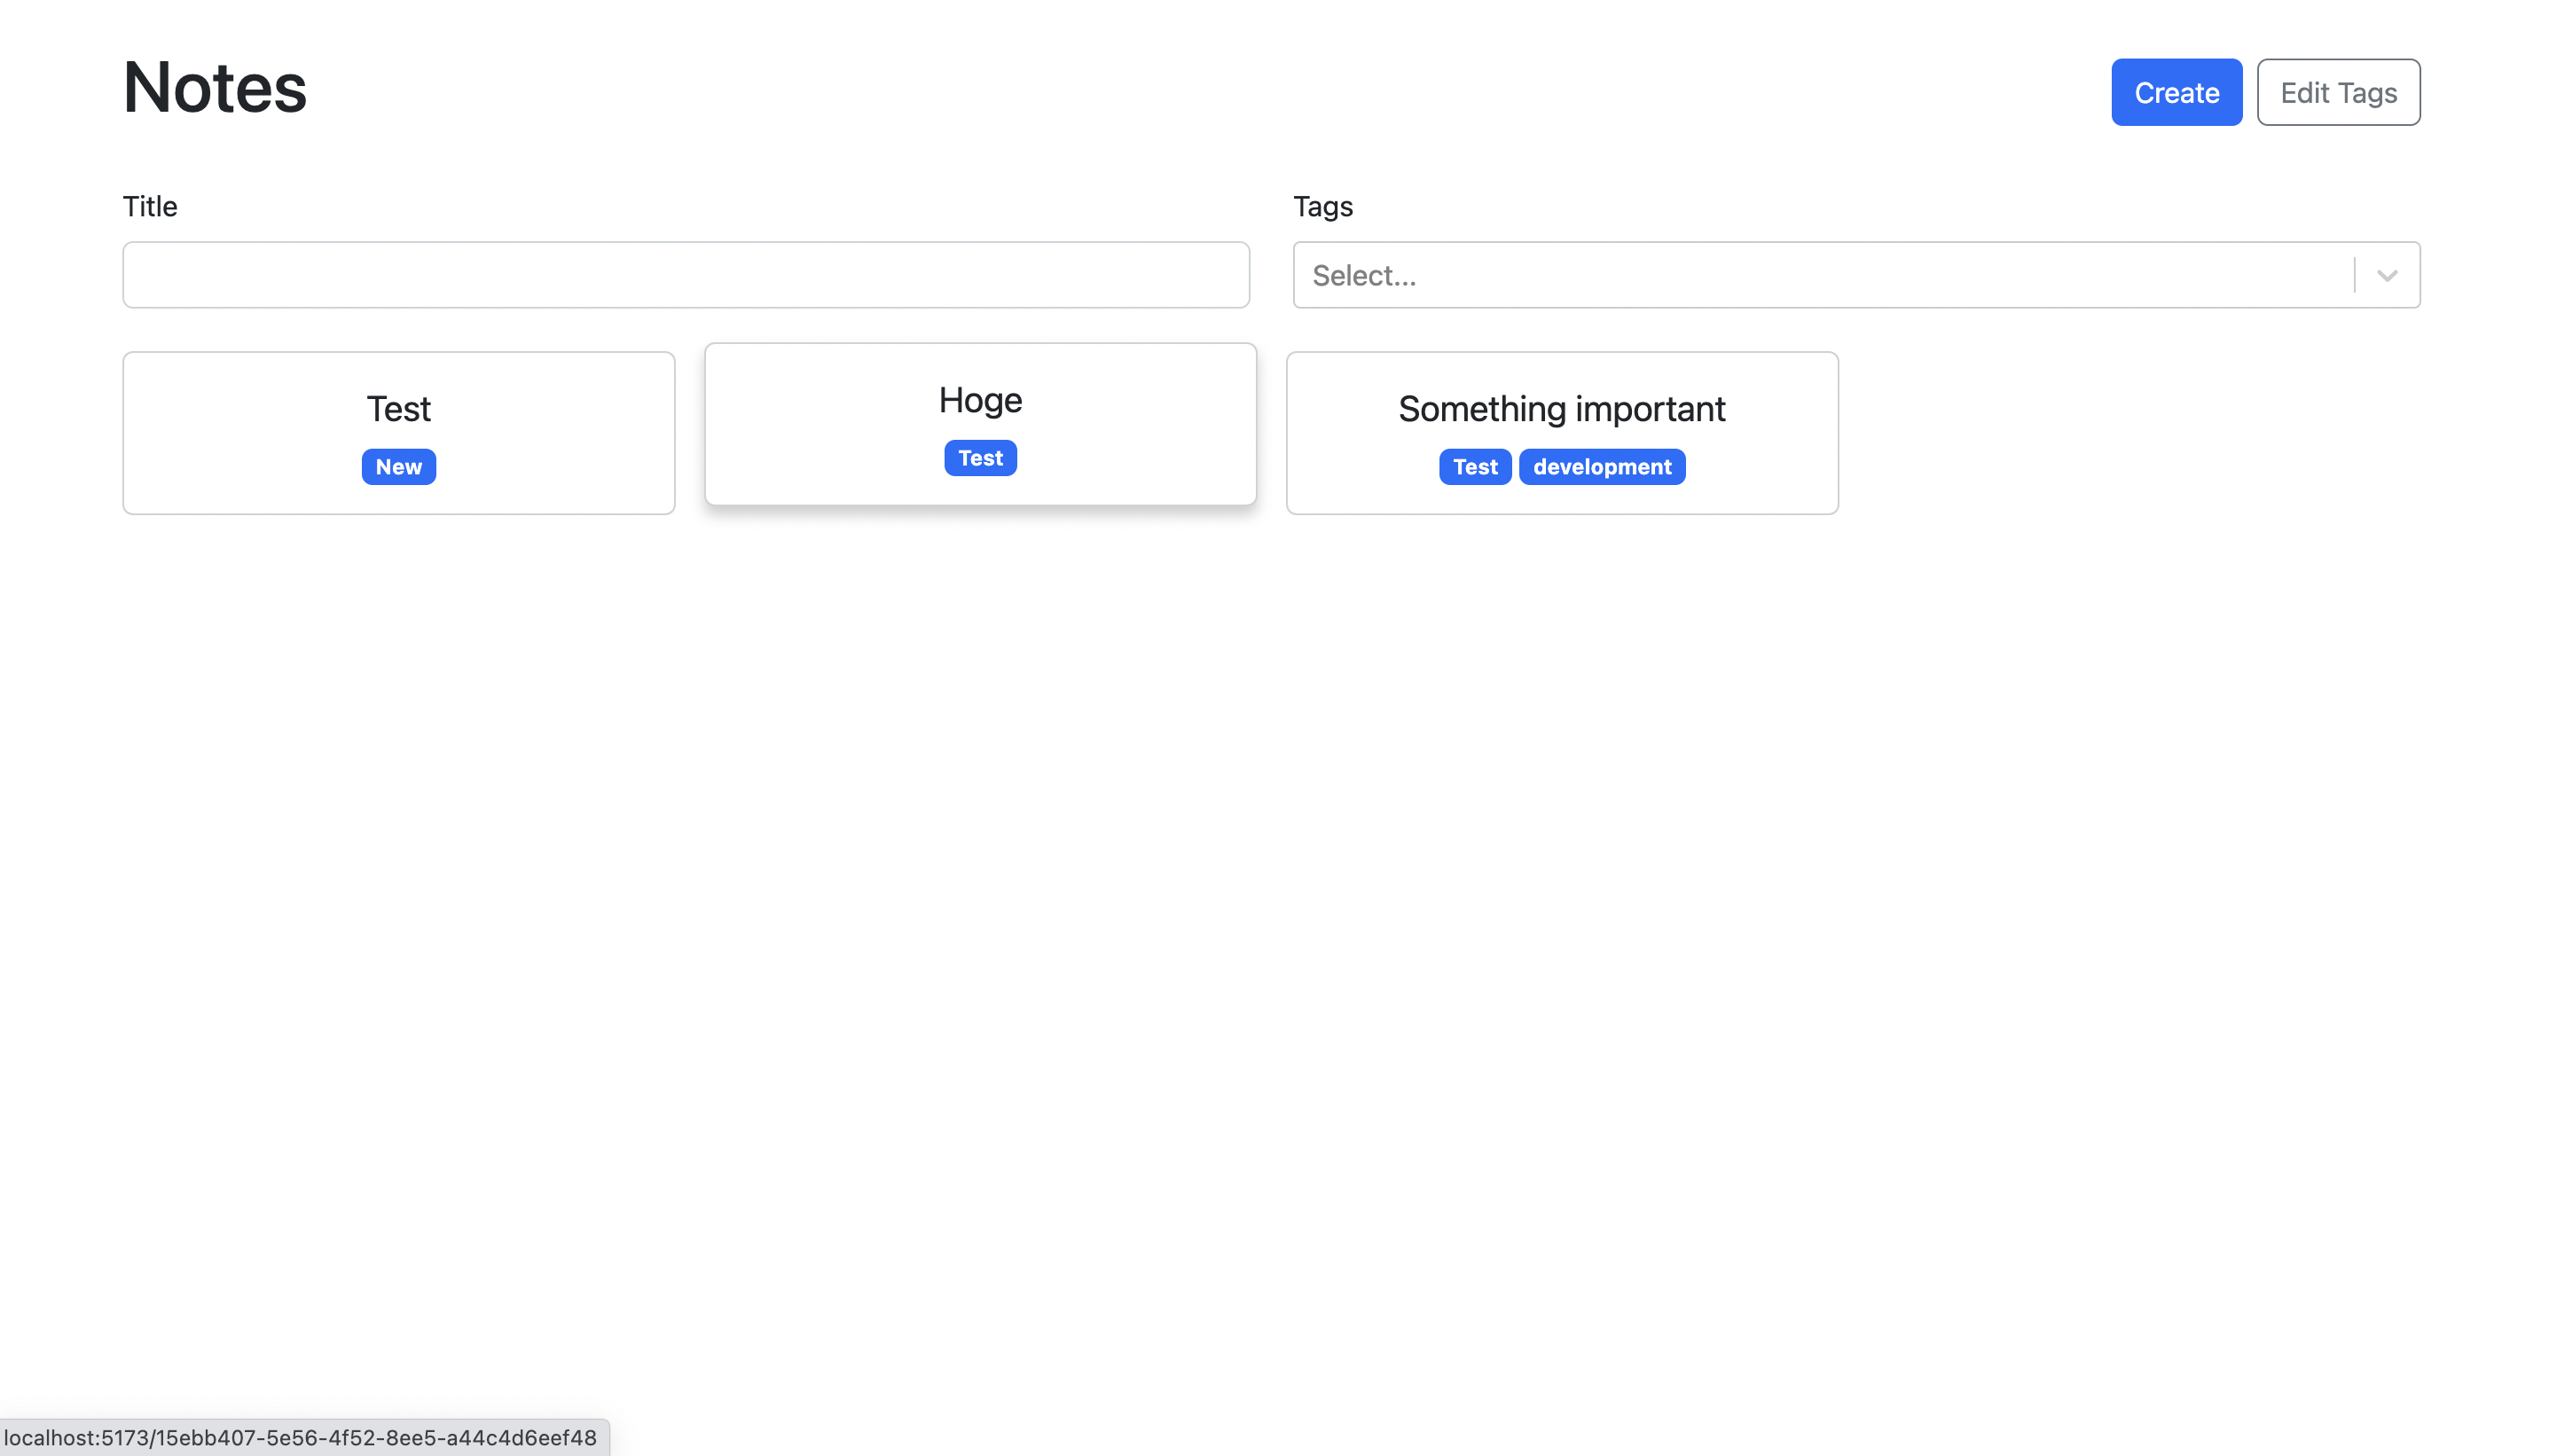 Notes
Create
Edit Tags
Title
Tags
Select...
Test
New
Hoge
Test
Something important
Test development
localhost:5173/15ebb407-5e56-4f52-8ee5-a44c4d6eef48